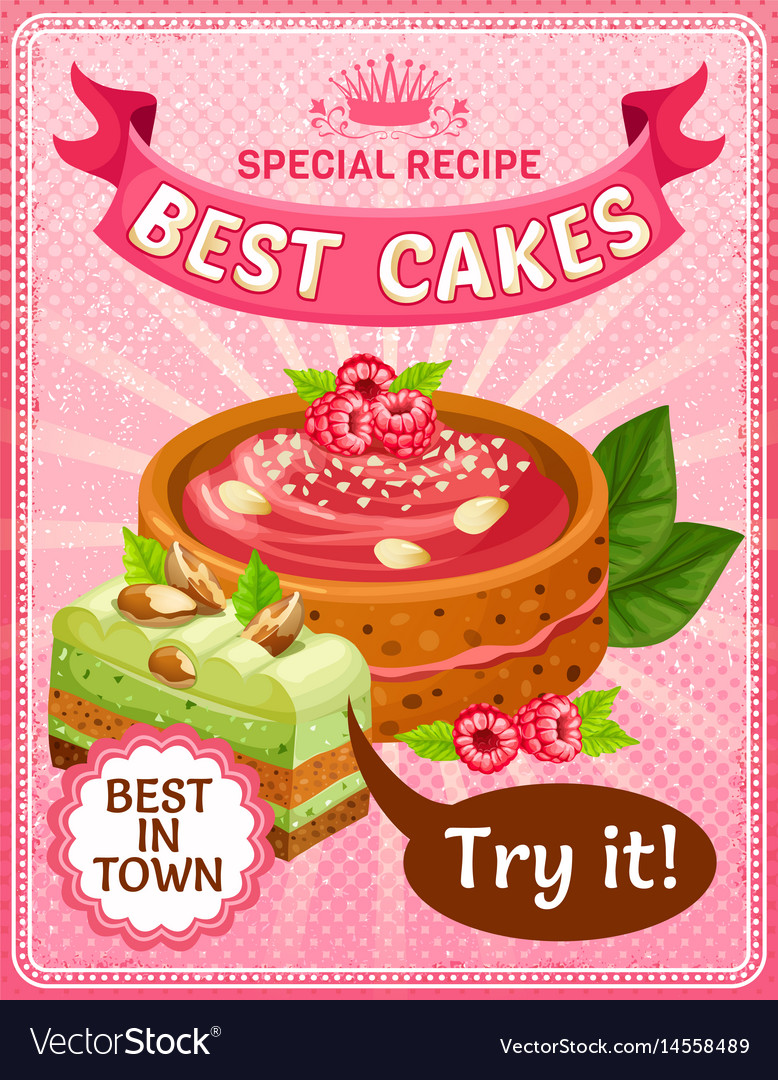 SPECIAL RECIPE
BEST CAKES
BEST
IN
TOWN
Try it!
VectorStock®
VectorStock.com/14558489